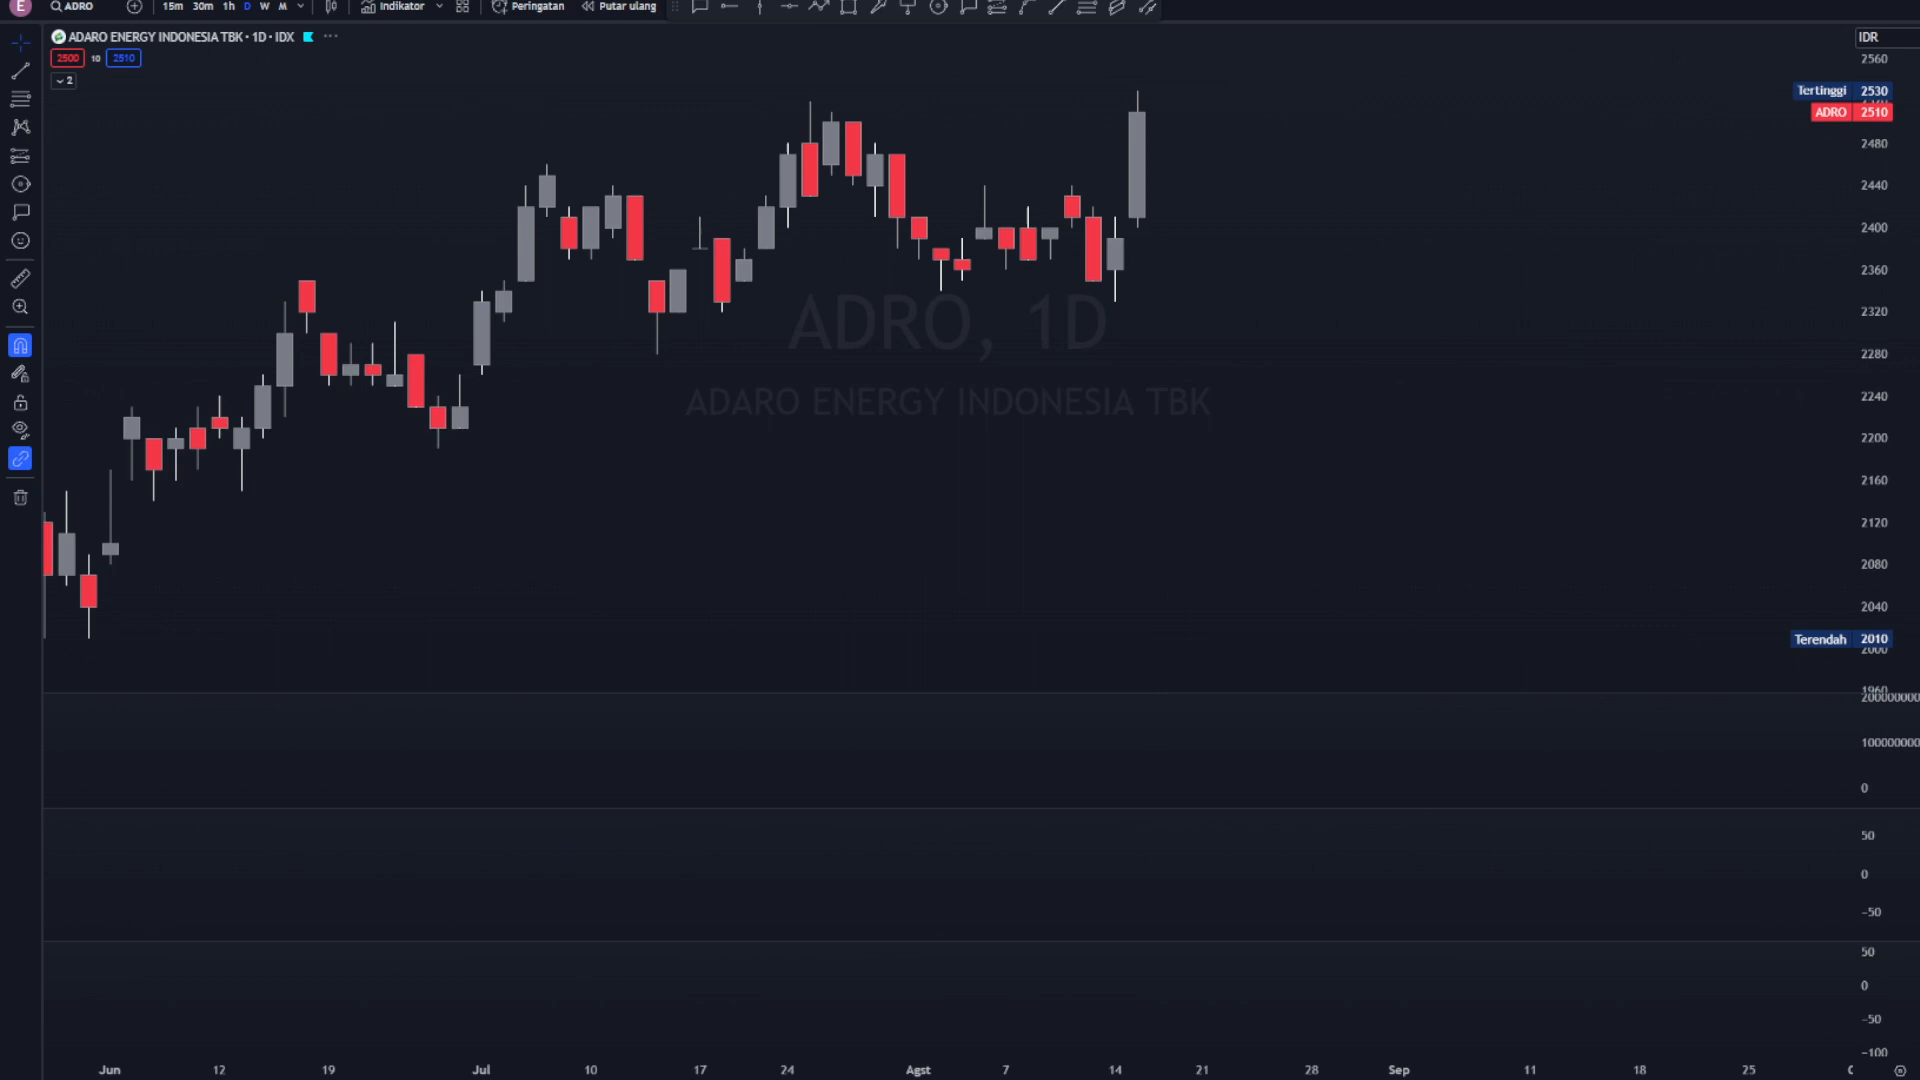 E ADRO 15m 30m 1h D W M Indikator Peringatan Putar ulang
ADARO ENERGY INDONESIA TBK · 1D · IDX
2500 10 2510
2
IDR
2560
Tertinggi 2530
ADRO 2510
2480
2440
2400
2360
2320
2280
2240
2200
2160
2120
2080
2040
Terendah 2010
2000
1960
200000000
100000000
0
50
0
−50
50
0
−50
−100
ADRO, 1D
ADARO ENERGY INDONESIA TBK
Jun 12 19 Jul 10 17 24 Agst 7 14 21 28 Sep 11 18 25